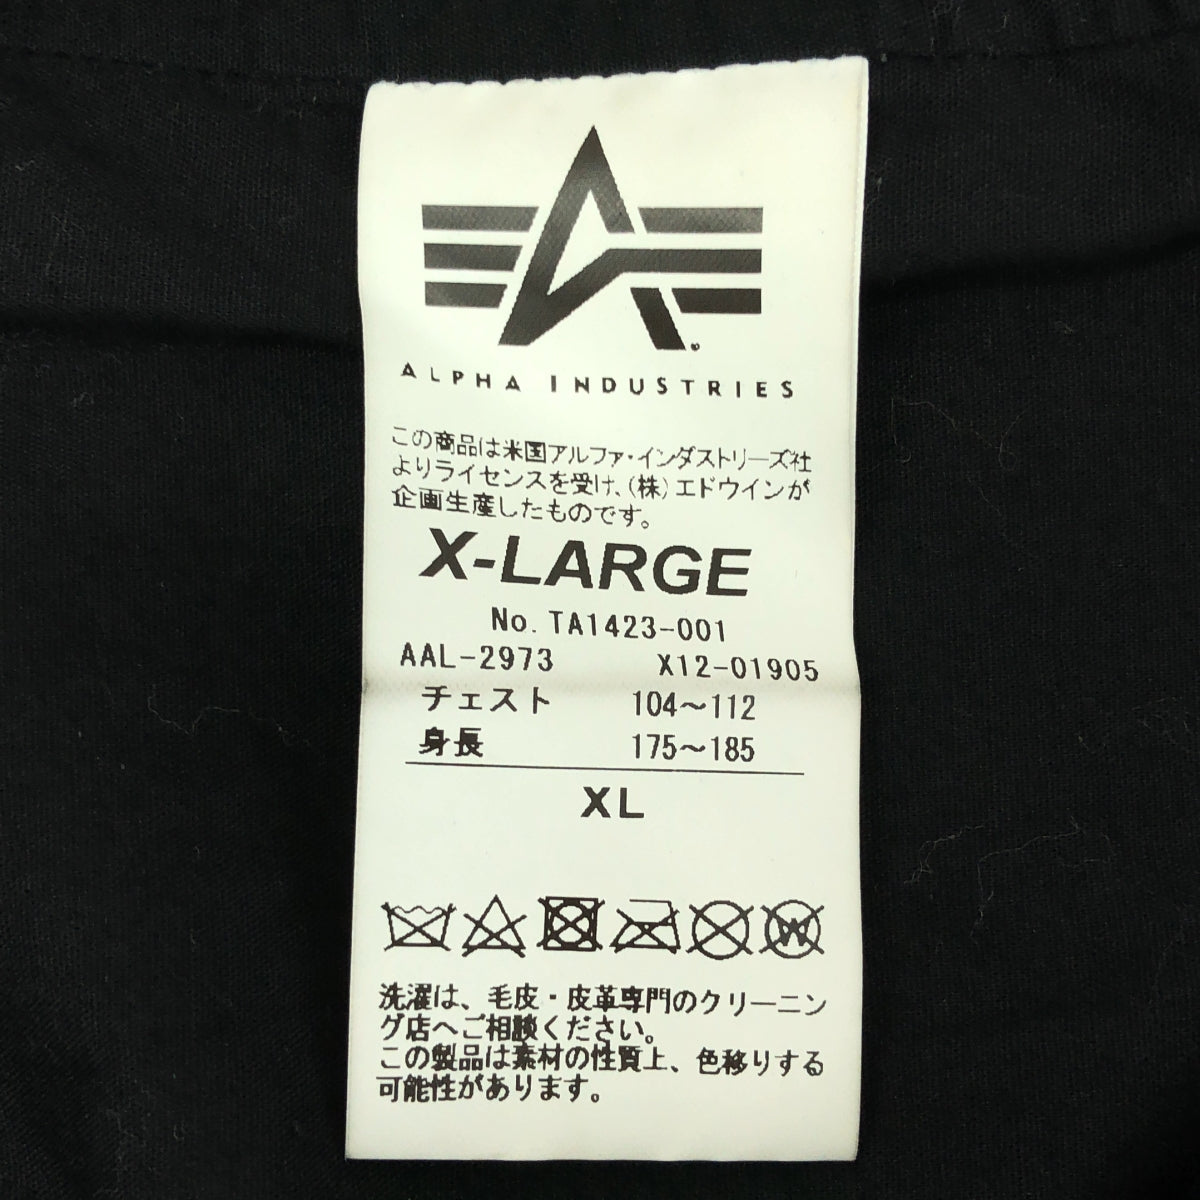 ALPHA INDUSTRIES
この商品は米国アルファ・インダストリーズ社
よりライセンスを受け、(株)エドウインが
企画生産したものです。
X-LARGE
No. TA1423-001
AAL-2973 X12-01905
チェスト 104〜112
身長 175〜185
XL
W
洗濯は、毛皮・皮革専門のクリーニン
グ店へご相談ください。
この製品は素材の性質上、色移りする
可能性があります。